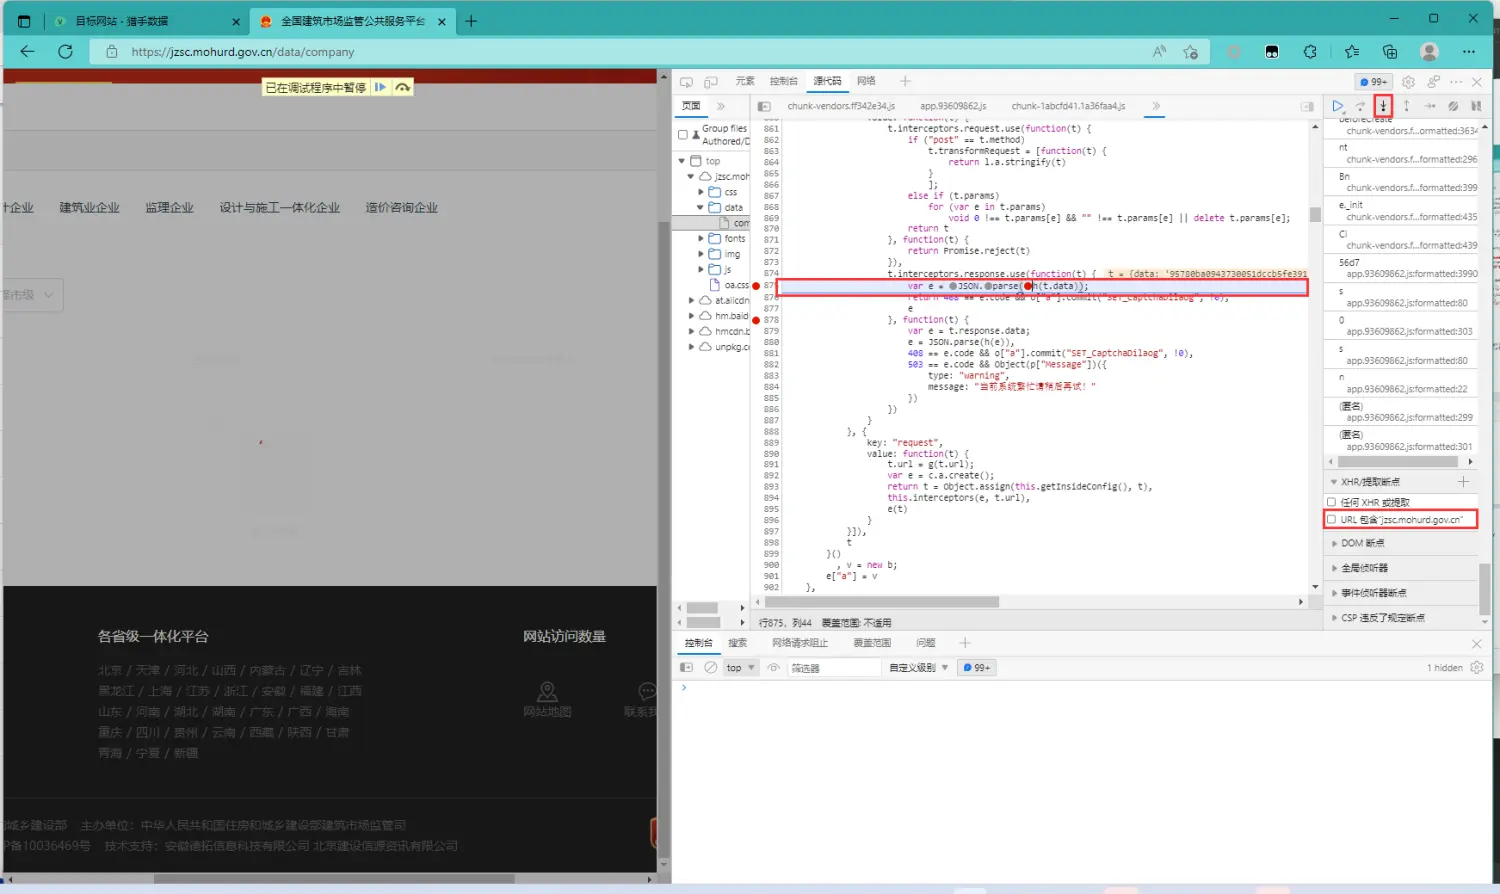 目标网站 - 猎手数据
全国建筑市场监管公共服务平台
https://jzsc.mohurd.gov.cn/data/company
已在调试程序中暂停
建筑业企业 监理企业 设计与施工一体化企业 造价咨询企业
各省级一体化平台
北京 / 天津 / 河北 / 山西 / 内蒙古 / 辽宁 / 吉林
黑龙江 / 上海 / 江苏 / 浙江 / 安徽 / 福建 / 江西
山东 / 河南 / 湖北 / 湖南 / 广东 / 广西 / 海南
重庆 / 四川 / 贵州 / 云南 / 西藏 / 陕西 / 甘肃
青海 / 宁夏 / 新疆
网站访问数量
网站地图
联系我
城乡建设部 主办单位：中华人民共和国住房和城乡建设部建筑市场监管司
P备10036469号 技术支持：安徽德拓信息科技有限公司 北京建设信源资讯有限公司
元素 控制台 源代码 网络
99+
页面
chunk-vendors.ff342e34.js app.93609862.js chunk-1abcfd41.1a36faa4.js
Group files
Authored/D
top
jzsc.moh
css
data
com
fonts
img
js
oa.css
at.alicdn
hm.baid
hmcdn.b
unpkg.c
861 t.interceptors.request.use(function(t) {
862 if ("post" == t.method)
863 t.transformRequest = [function(t) {
864 return l.a.stringify(t)
865 }
866 ];
867 else if (t.params)
868 for (var e in t.params)
869 void 0 !== t.params[e] && "" !== t.params[e] || delete t.params[e];
870 return t
871 }, function(t) {
872 return Promise.reject(t)
873 }),
874 t.interceptors.response.use(function(t) { t = {data: '95780ba0943730051dccb5fe391
var e = JSON.parse(h(t.data));
876 return 408 == e.code && o["a"].commit("SET_CaptchaDilaog", !0),
877 e
878 }, function(t) {
879 var e = t.response.data;
880 e = JSON.parse(h(e)),
881 408 == e.code && o["a"].commit("SET_CaptchaDilaog", !0),
882 503 == e.code && Object(p["Message"])({
883 type: "warning",
884 message: "当前系统繁忙请稍后再试！"
885 })
886 })
887 }
888 }, {
889 key: "request",
890 value: function(t) {
891 t.url = g(t.url);
892 var e = c.a.create();
893 return t = Object.assign(this.getInsideConfig(), t),
894 this.interceptors(e, t.url),
895 e(t)
896 }
897 }]),
898 t
899 }()
900 , v = new b;
901 e["a"] = v
902 },
行875，列44 覆盖范围: 不适用
beforeCreate
chunk-vendors.f…formatted:3634
nt
chunk-vendors.f…formatted:296
Bn
chunk-vendors.f…formatted:399
e._init
chunk-vendors.f…formatted:435
Ci
chunk-vendors.f…formatted:439
56d7
app.93609862.js:formatted:3990
s
app.93609862.js:formatted:80
0
app.93609862.js:formatted:303
s
app.93609862.js:formatted:80
n
app.93609862.js:formatted:22
(匿名)
app.93609862.js:formatted:299
(匿名)
app.93609862.js:formatted:301
XHR/提取断点
任何 XHR 或提取
URL 包含"jzsc.mohurd.gov.cn"
DOM 断点
全局侦听器
事件侦听器断点
CSP 违反了规定断点
控制台 搜索 网络请求阻止 覆盖范围 问题
top 筛选器 自定义级别 99+ 1 hidden